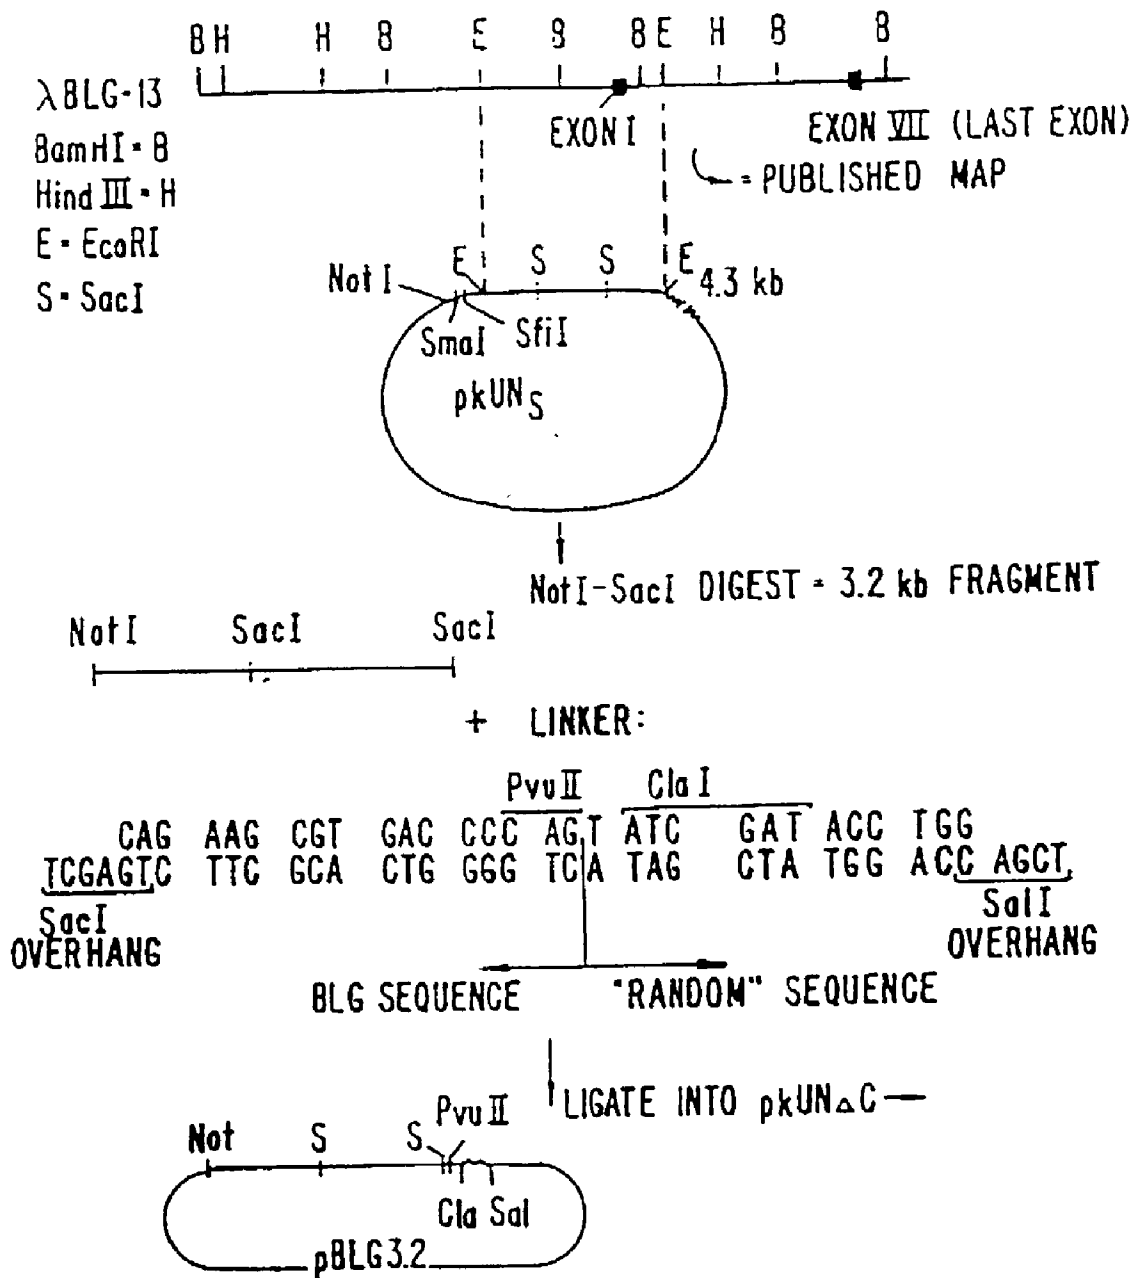 B H H B E B B E H B B
λBLG-13
EXON I
EXON VII (LAST EXON)
BamHI = B
= PUBLISHED MAP
Hind III = H
E = EcoRI
S = SacI
E S S E
Not I
4.3 kb
SmaI SfiI
pkUNS
NotI-SacI DIGEST = 3.2 kb FRAGMENT
NotI SacI SacI
+ LINKER:
PvuII ClaI
CAG AAG CGT GAC CCC AGT ATC GAT ACC TGG
TCGAGTC TTC GCA CTG GGG TCA TAG CTA TGG ACC AGCT
SacI OVERHANG
SalI OVERHANG
BLG SEQUENCE "RANDOM" SEQUENCE
LIGATE INTO pkUN△C
PvuII
Not S S
Cla Sal
pBLG3.2